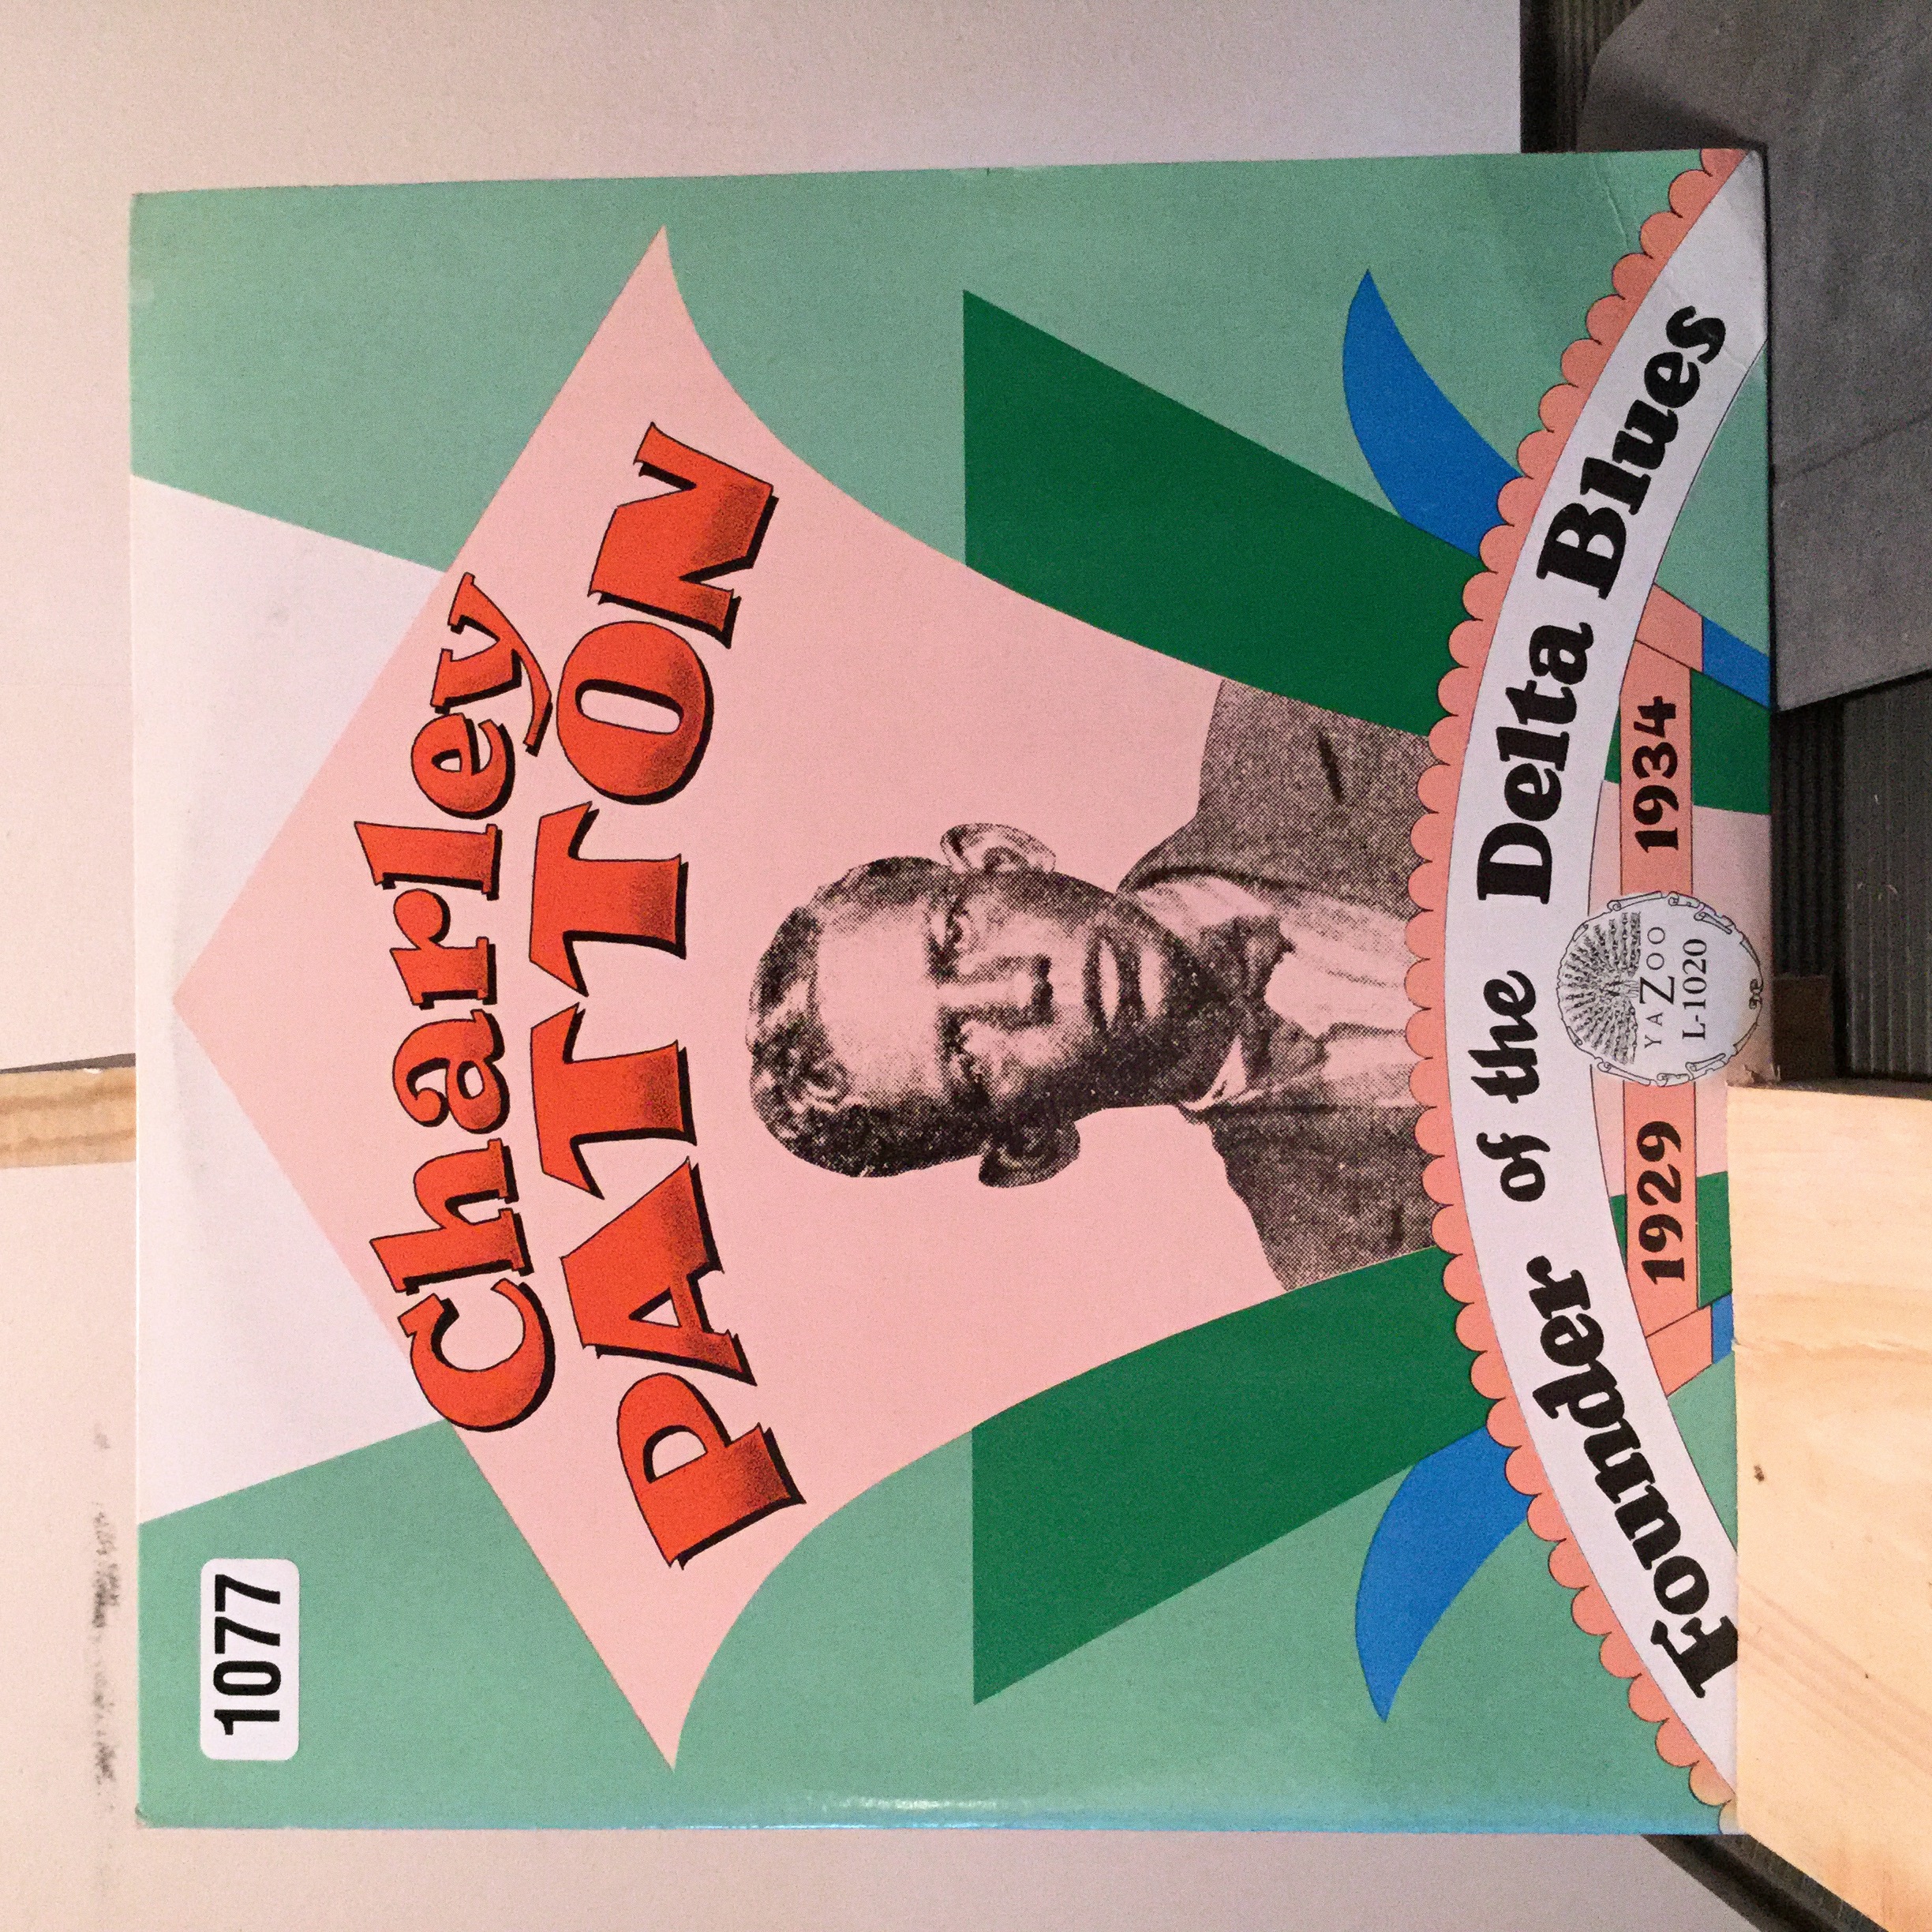 1077
Charley
PATTON
Founder of the Delta Blues
1929 1934
YAZOO
L-1020